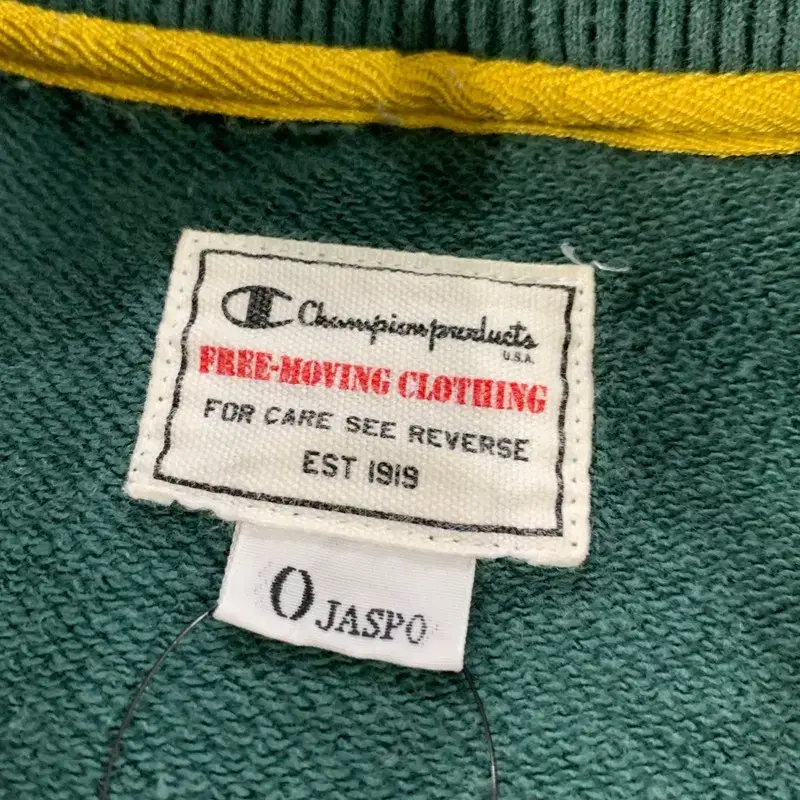 Champion products
U.S.A.
FREE-MOVING CLOTHING
FOR CARE SEE REVERSE
EST 1919
O JASPO